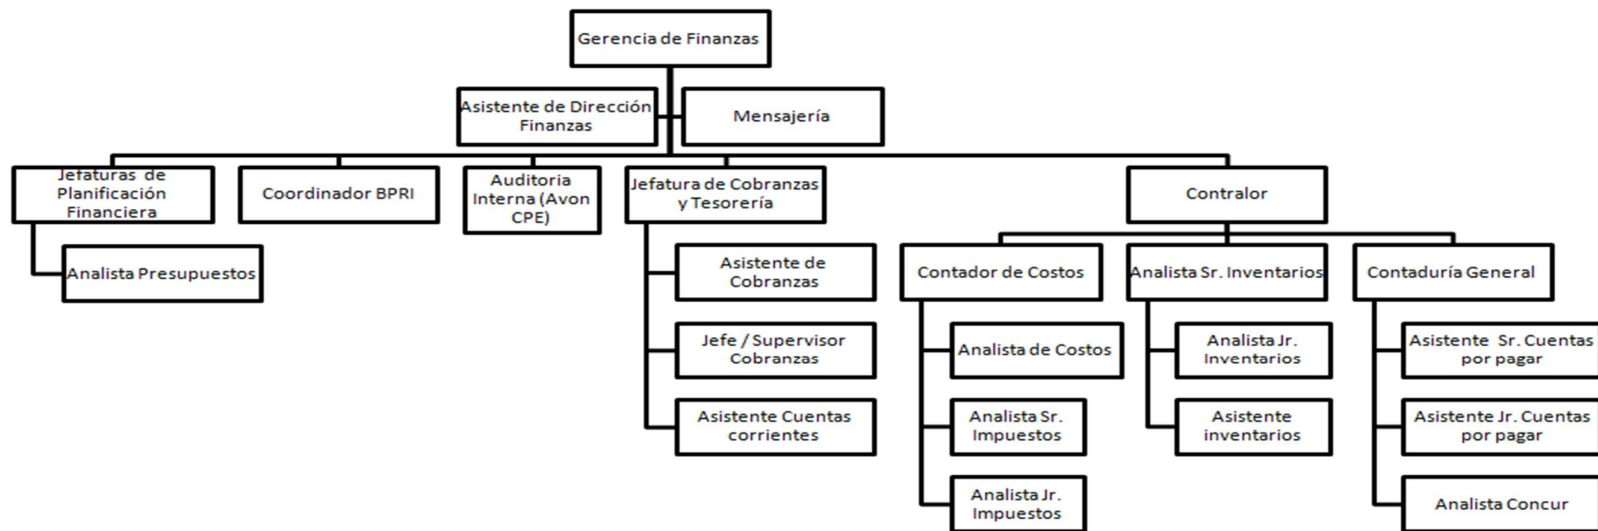 Gerencia de Finanzas
Asistente de Dirección
Finanzas
Mensajería
Jefaturas de
Planificación
Financiera
Coordinador BPRI
Auditoria
Interna (Avon
CPE)
Jefatura de Cobranzas
y Tesorería
Contralor
Analista Presupuestos
Asistente de
Cobranzas
Jefe / Supervisor
Cobranzas
Asistente Cuentas
corrientes
Contador de Costos
Analista de Costos
Analista Sr.
Impuestos
Analista Jr.
Impuestos
Analista Sr. Inventarios
Analista Jr.
Inventarios
Asistente
inventarios
Contaduría General
Asistente Sr. Cuentas
por pagar
Asistente Jr. Cuentas
por pagar
Analista Concur